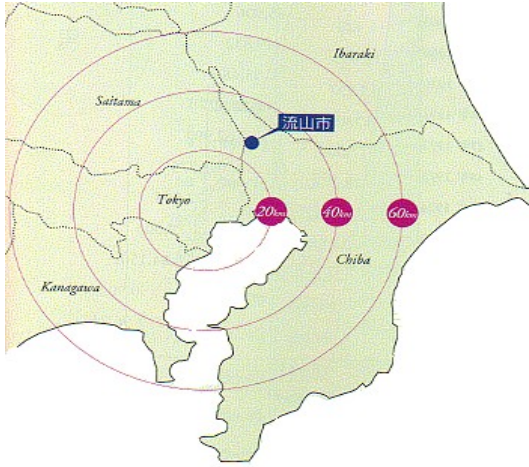 Ibaraki
Saitama
流山市
Tokyo
20km
40km
60km
Chiba
Kanagawa